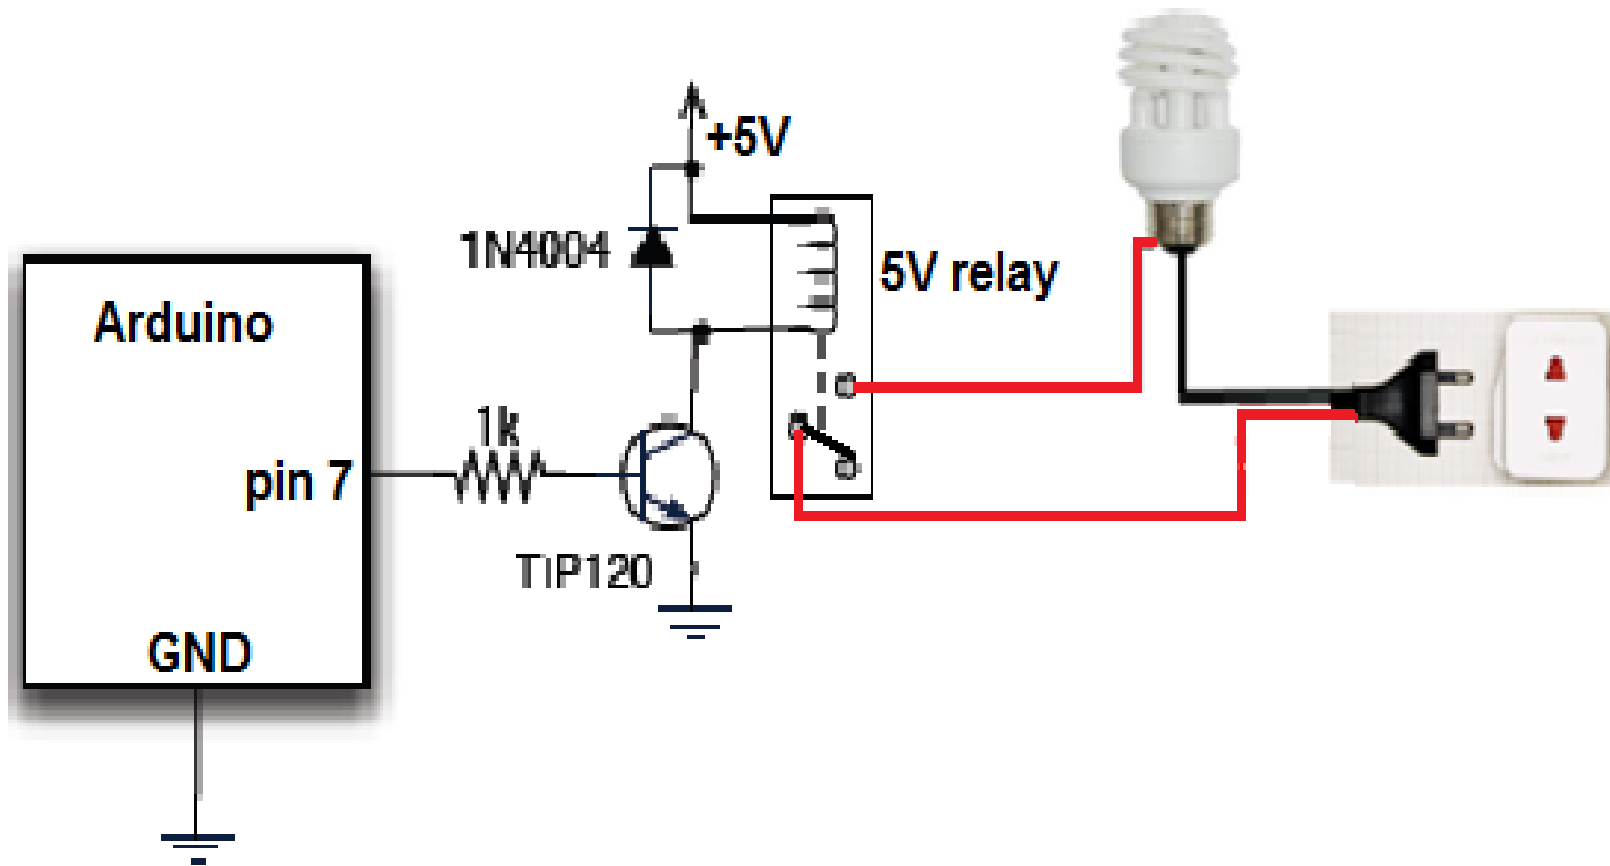 +5V
1N4004
5V relay
Arduino
1k
pin 7
TIP120
GND